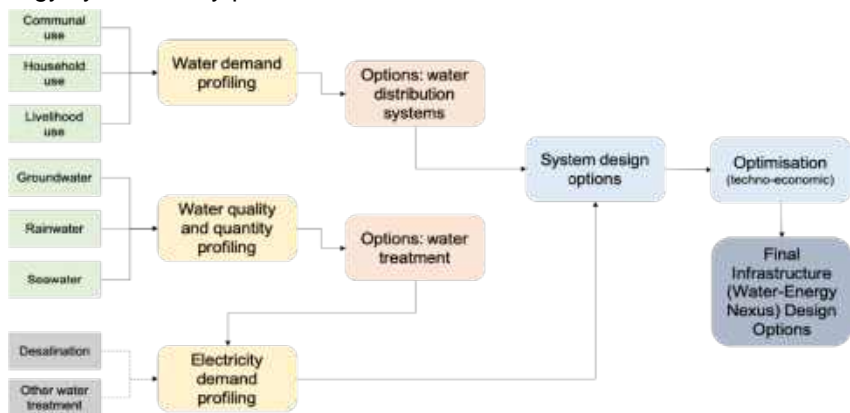 Communal
use
Household
use
Livelihood
use
Water demand
profiling
Options: water
distribution
systems
Groundwater
Rainwater
Seawater
Water quality
and quantity
profiling
Options: water
treatment
System design
options
Optimisation
(techno-economic)
Final
Infrastructure
(Water-Energy
Nexus) Design
Options
Desalination
Other water
treatment
Electricity
demand
profiling